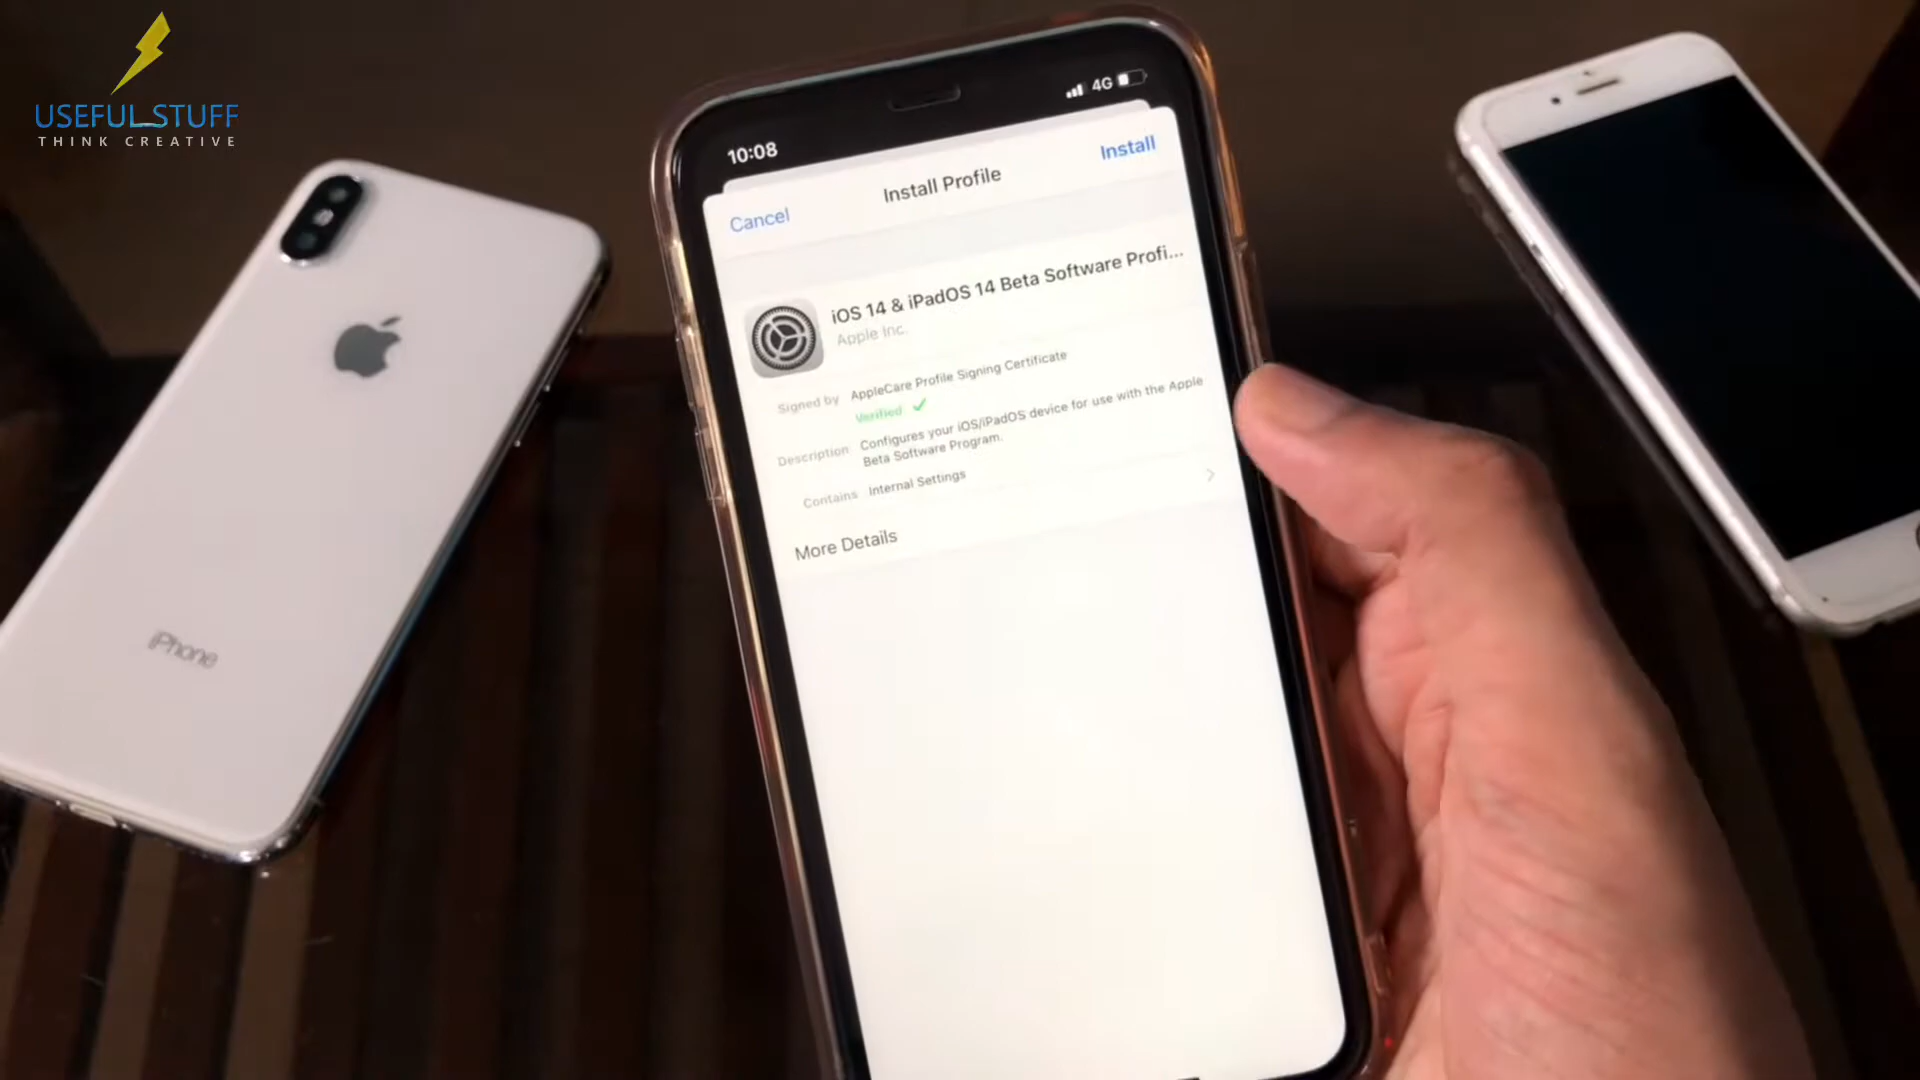 USEFUL_STUFF
THINK CREATIVE
10:08
4G
Cancel
Install Profile
Install
iOS 14 & iPadOS 14 Beta Software Profi...
Apple Inc.
Signed by AppleCare Profile Signing Certificate
Verified ✓
Description Configures your iOS/iPadOS device for use with the Apple
Beta Software Program.
Contains Internal Settings
More Details
iPhone